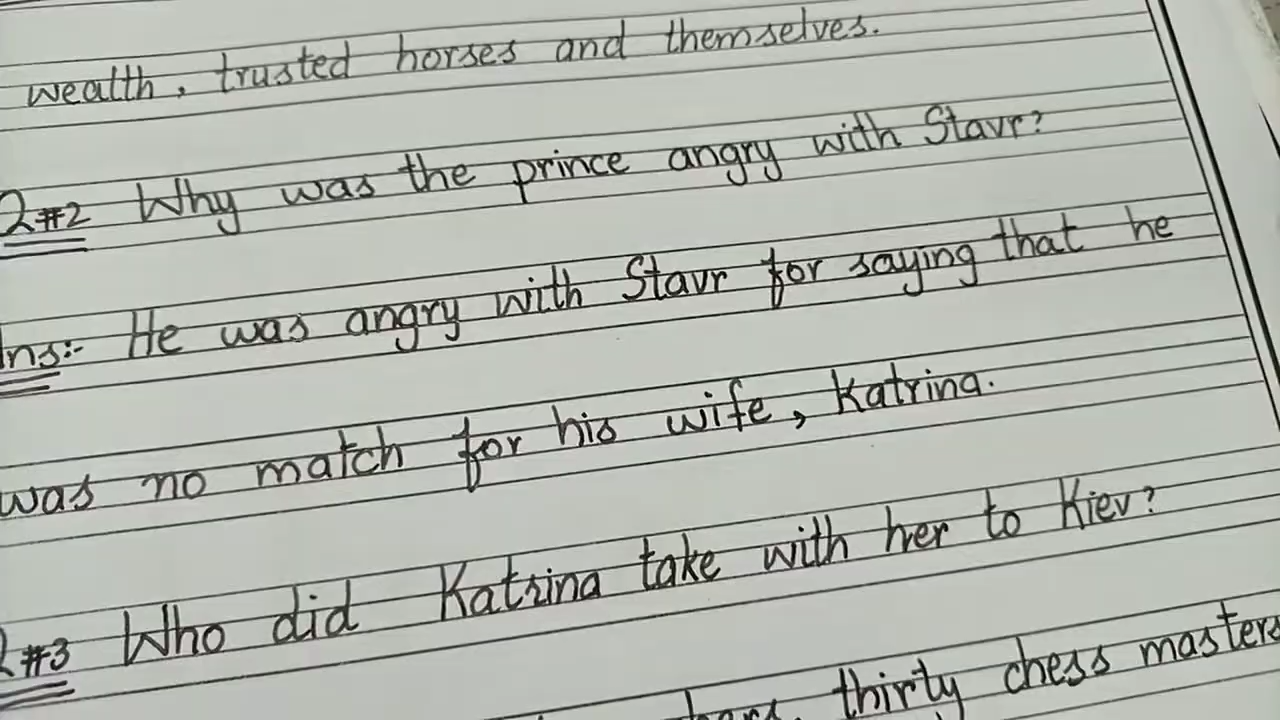 wealth, trusted horses and themselves.
Q#2 Why was the prince angry with Stavr?
Ans:- He was angry with Stavr for saying that he
was no match for his wife, Katrina.
Q#3 Who did Katrina take with her to Kiev?
thirty chess masters